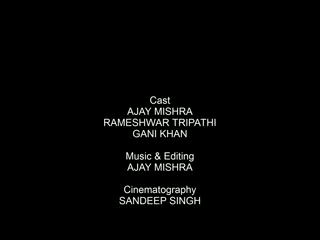 Cast
AJAY MISHRA
RAMESHWAR TRIPATHI
GANI KHAN
Music & Editing
AJAY MISHRA
Cinematography
SANDEEP SINGH